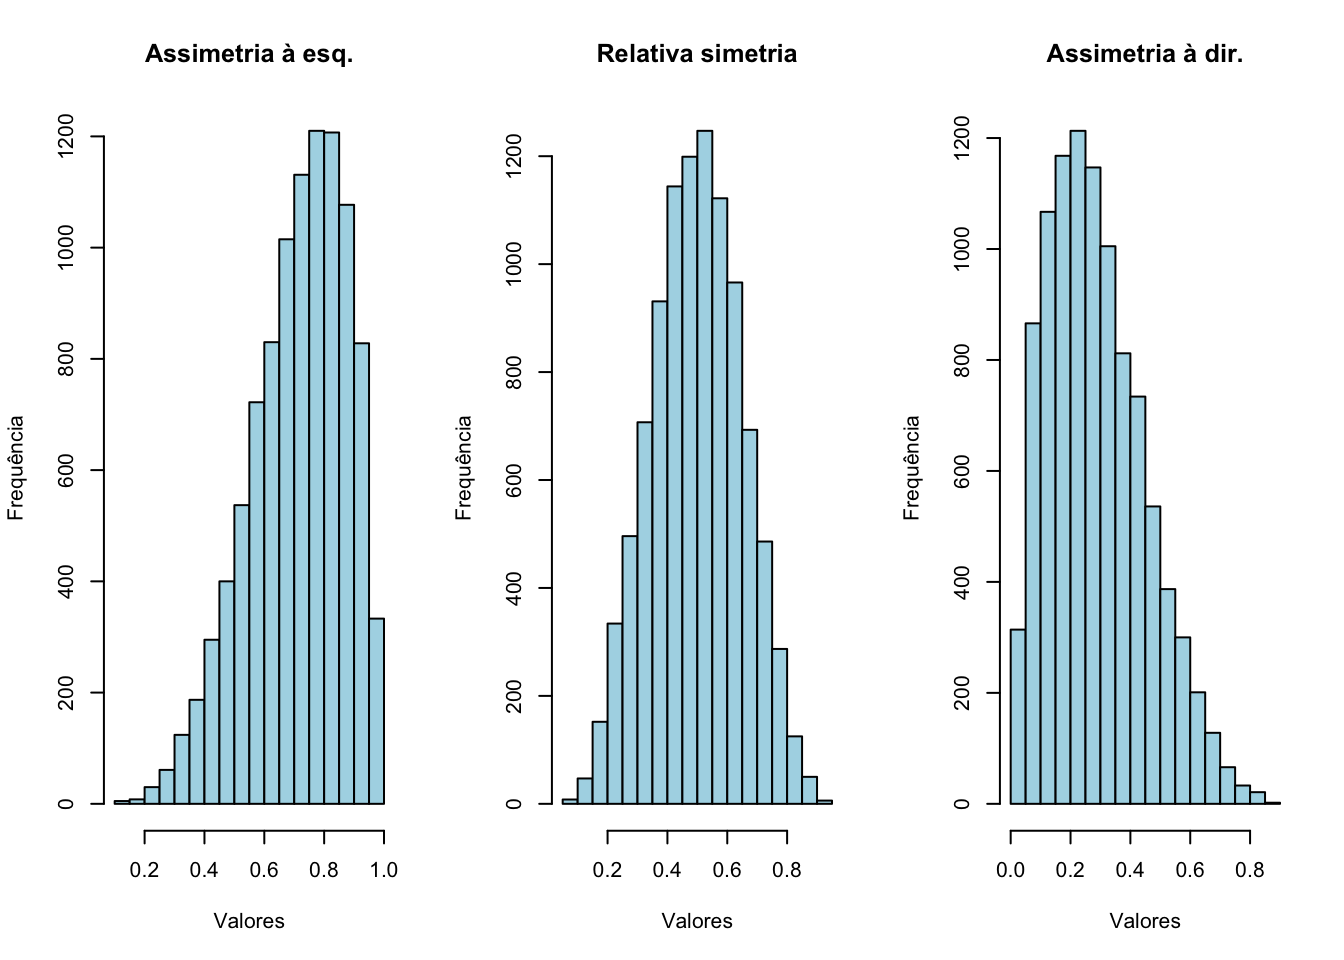 Assimetria à esq.
Frequência
1200
1000
800
600
400
200
0
0.2 0.4 0.6 0.8 1.0
Valores
Relativa simetria
Frequência
1200
1000
800
600
400
200
0
0.2 0.4 0.6 0.8
Valores
Assimetria à dir.
Frequência
1200
1000
800
600
400
200
0
0.0 0.2 0.4 0.6 0.8
Valores